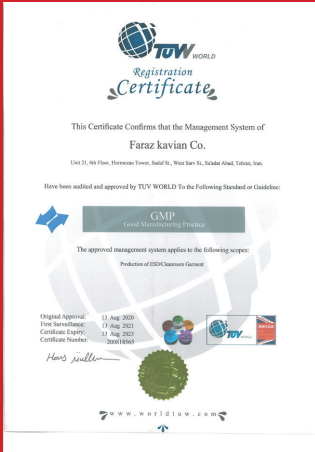 TUW WORLD
Registration
Certificate
This Certificate Confirms that the Management System of
Faraz kavian Co.
Unit 21, 6th Floor, Hormozan Tower, Sadaf St., West Sarv St., Sa'adat Abad, Tehran, Iran.
Have been audited and approved by TUV WORLD To the Following Standard or Guideline:
GMP
Good Manufacturing Practice
The approved management system applies to the following scopes:
Production of ESD/Cleanroom Garment
Original Approval: 13 Aug 2020
First Surveillance: 13 Aug 2021
Certificate Expiry: 13 Aug 2023
Certificate Number: 200818565
TUV
www.worldtuw.com